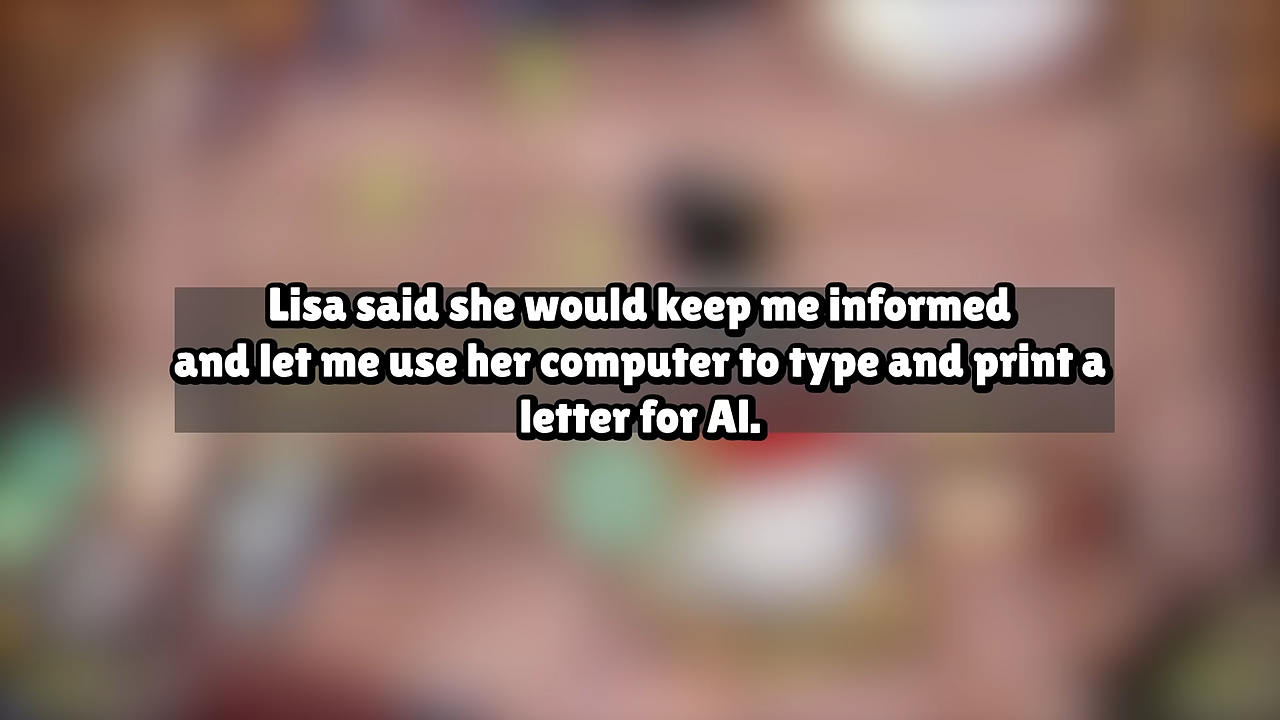 Lisa said she would keep me informed
and let me use her computer to type and print a
letter for Al.